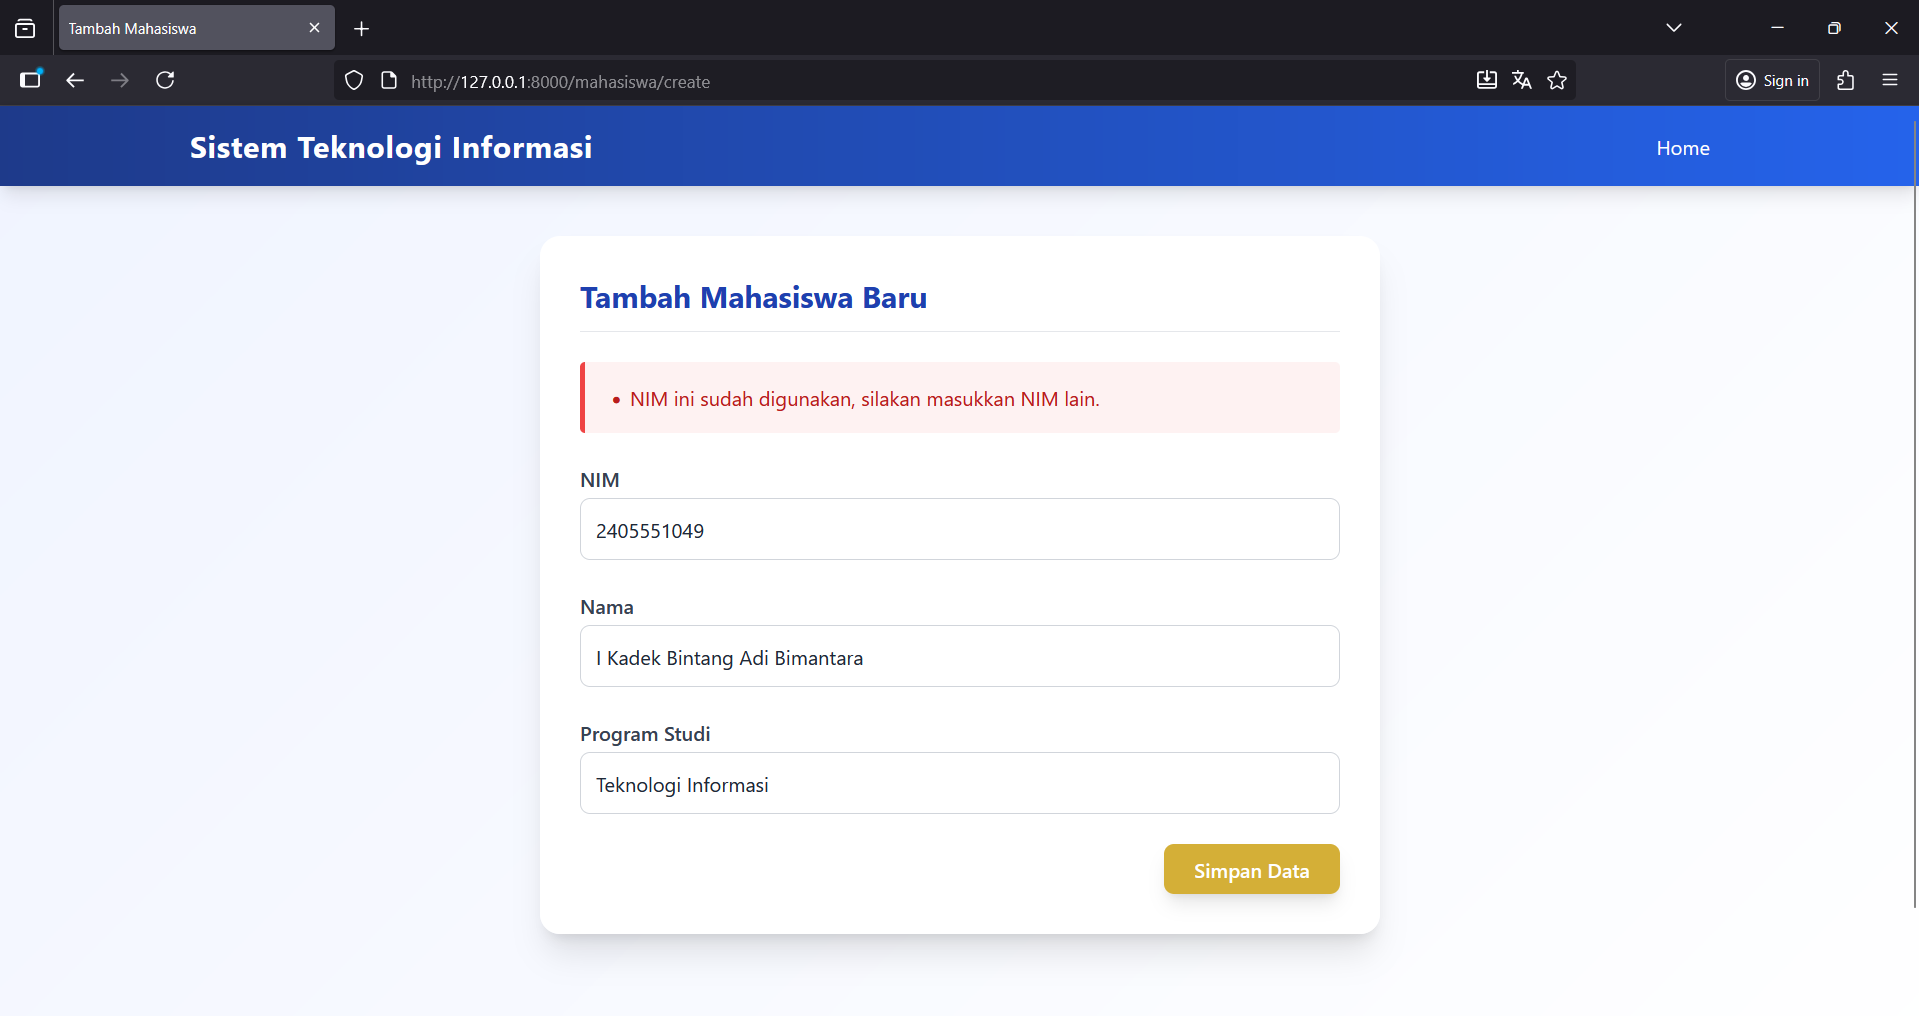 Tambah Mahasiswa
http://127.0.0.1:8000/mahasiswa/create
Sign in
Sistem Teknologi Informasi
Home
Tambah Mahasiswa Baru
• NIM ini sudah digunakan, silakan masukkan NIM lain.
NIM
2405551049
Nama
I Kadek Bintang Adi Bimantara
Program Studi
Teknologi Informasi
Simpan Data